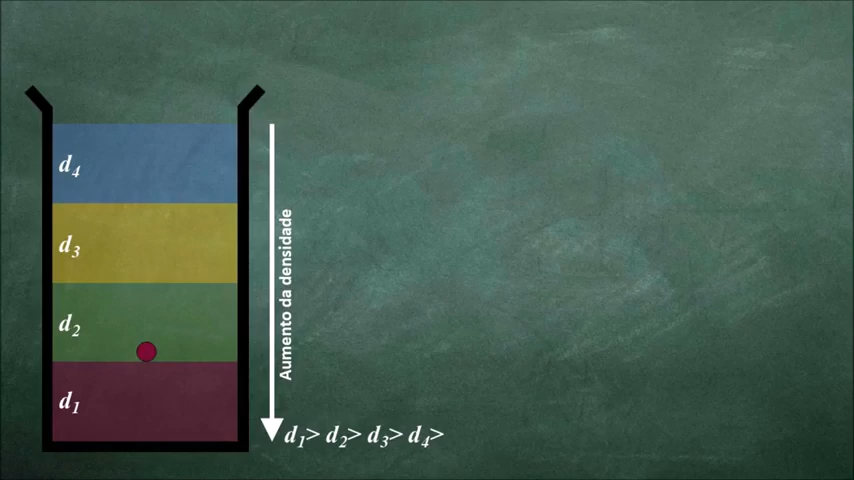 d4
d3
d2
d1
Aumento da densidade
d1> d2> d3> d4>